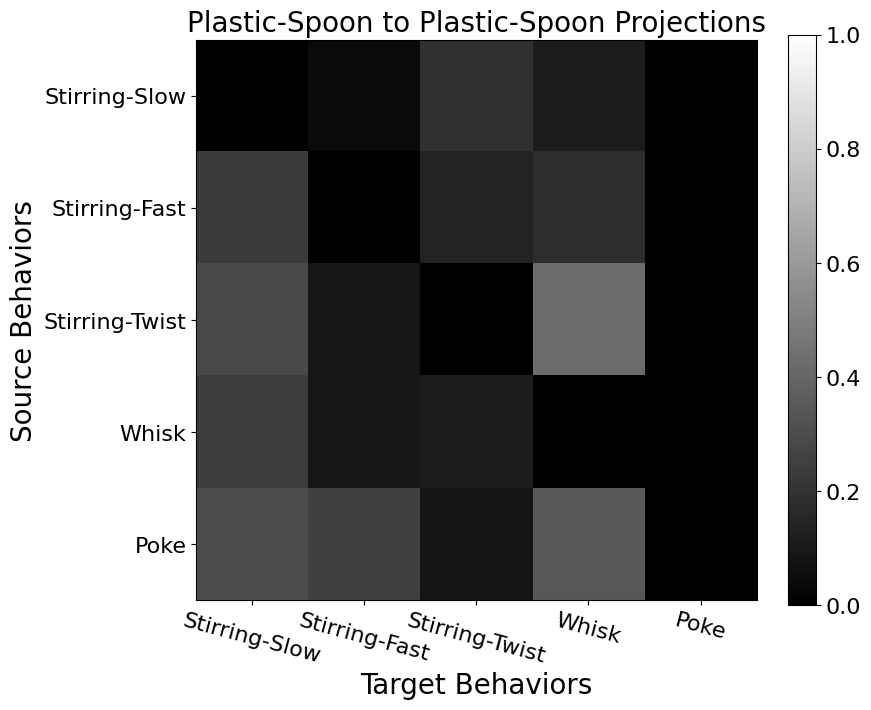 Plastic-Spoon to Plastic-Spoon Projections
Source Behaviors
Stirring-Slow
Stirring-Fast
Stirring-Twist
Whisk
Poke
Stirring-Slow
Stirring-Fast
Stirring-Twist
Whisk
Poke
Target Behaviors
1.0
0.8
0.6
0.4
0.2
0.0